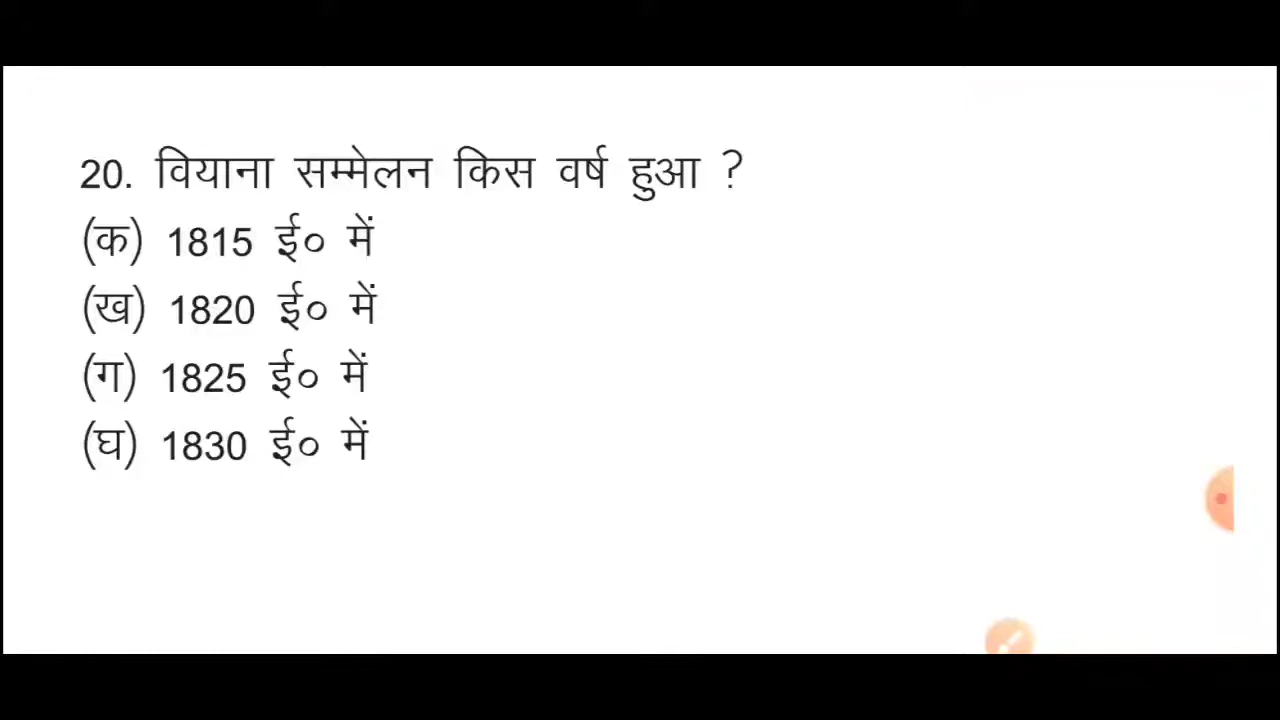 20. वियाना सम्मेलन किस वर्ष हुआ ?
(क) 1815 ई० में
(ख) 1820 ई० में
(ग) 1825 ई० में
(घ) 1830 ई० में